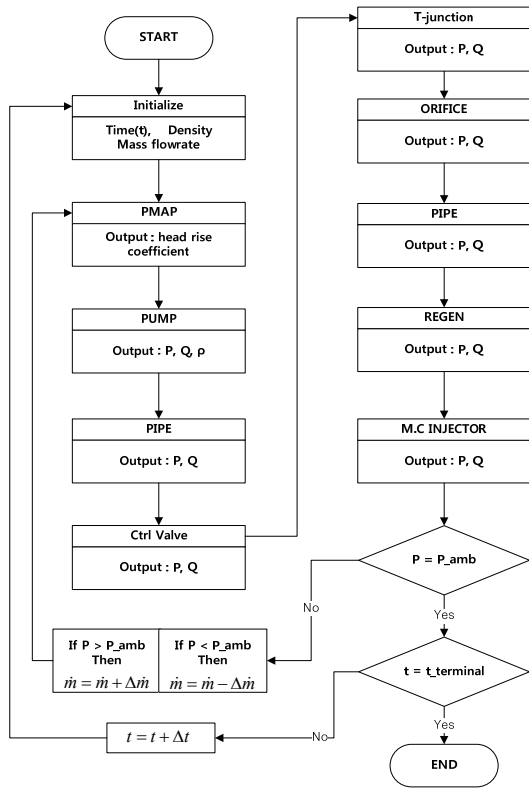 START
Initialize
Time(t), Density
Mass flowrate
PMAP
Output : head rise
coefficient
PUMP
Output : P, Q, ρ
PIPE
Output : P, Q
Ctrl Valve
Output : P, Q
T-junction
Output : P, Q
ORIFICE
Output : P, Q
PIPE
Output : P, Q
REGEN
Output : P, Q
M.C INJECTOR
Output : P, Q
P = P_amb
No
Yes
If P > P_amb
Then
ṁ = ṁ + Δṁ
If P < P_amb
Then
ṁ = ṁ − Δṁ
t = t_terminal
No
Yes
t = t + Δt
END